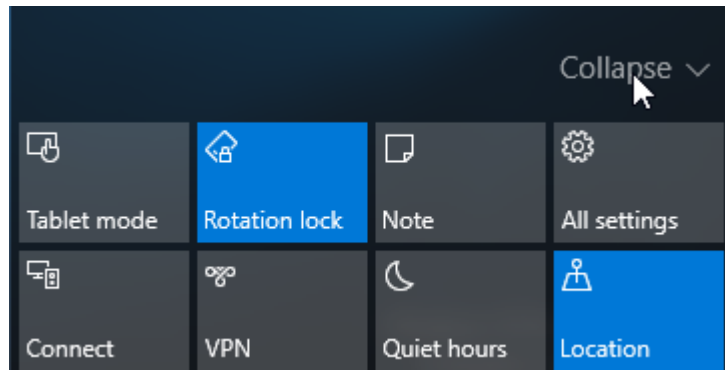 Collapse
Tablet mode
Rotation lock
Note
All settings
Connect
VPN
Quiet hours
Location